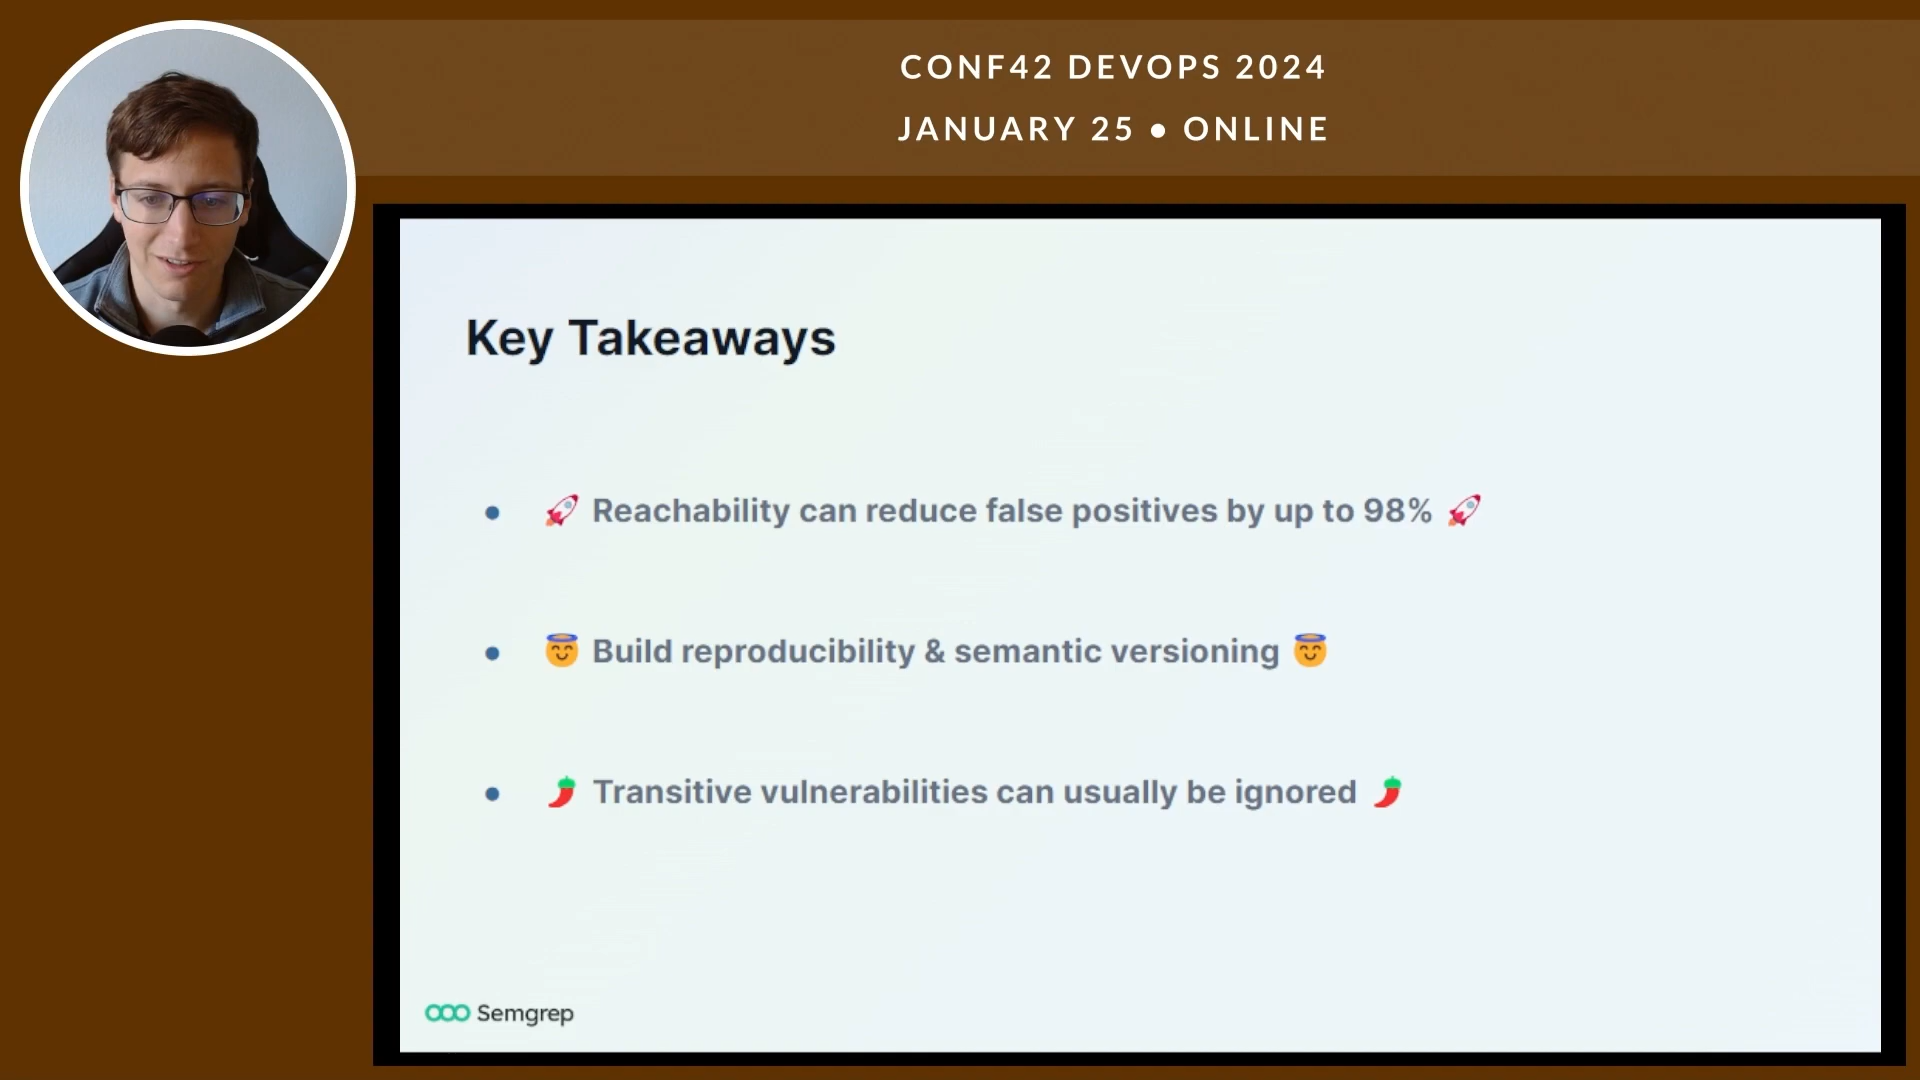 CONF42 DEVOPS 2024
JANUARY 25 • ONLINE
Key Takeaways
• 🚀 Reachability can reduce false positives by up to 98% 🚀
• 😇 Build reproducibility & semantic versioning 😇
• 🌶️ Transitive vulnerabilities can usually be ignored 🌶️
Semgrep